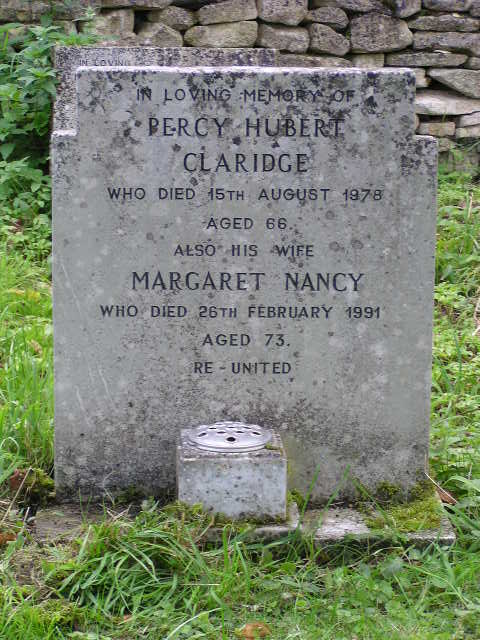 IN LOVING MEMORY OF
PERCY HUBERT
CLARIDGE
WHO DIED 15TH AUGUST 1978
AGED 66.
ALSO HIS WIFE
MARGARET NANCY
WHO DIED 26TH FEBRUARY 1991
AGED 73.
RE-UNITED